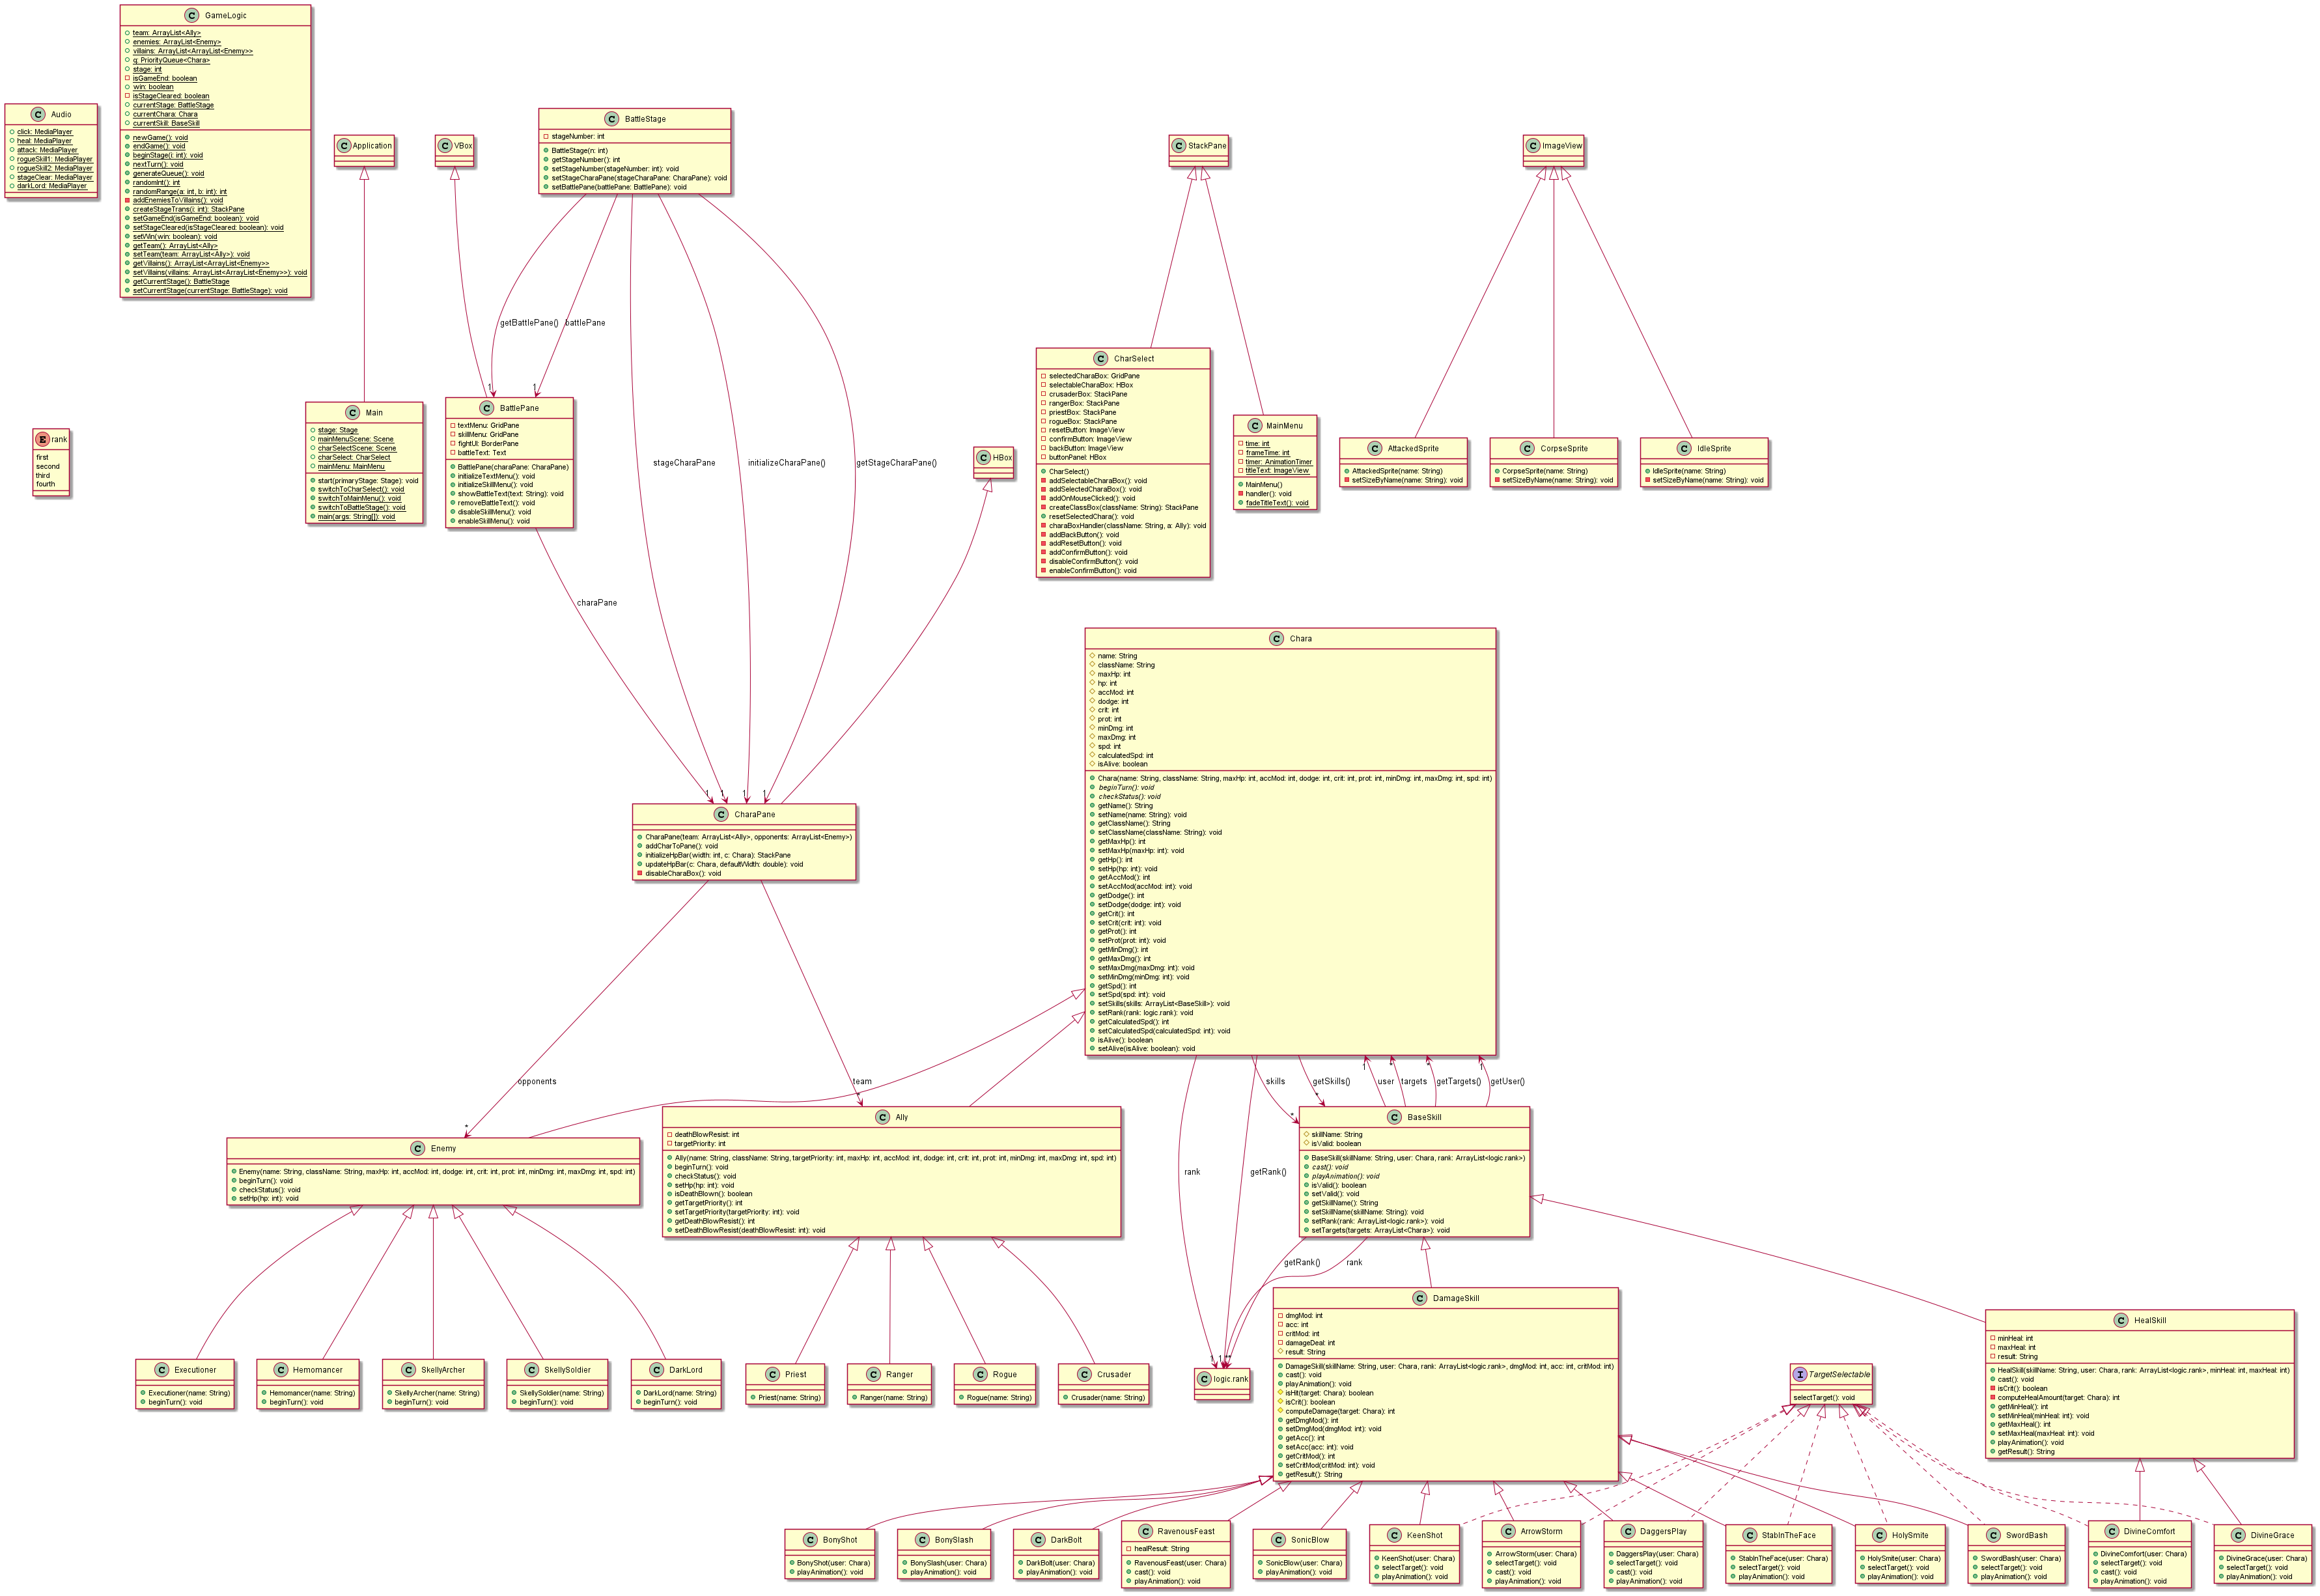 GameLogic
team: ArrayList<Ally>
enemies: ArrayList<Enemy>
villains: ArrayList<ArrayList<Enemy>>
q: PriorityQueue<Chara>
stage: int
isGameEnd: boolean
win: boolean
isStageCleared: boolean
currentStage: BattleStage
currentChara: Chara
currentSkill: BaseSkill
newGame(): void
endGame(): void
beginStage(i: int): void
nextTurn(): void
generateQueue(): void
randomInt(): int
randomRange(a: int, b: int): int
addEnemiesToVillains(): void
createStageTrans(i: int): StackPane
setGameEnd(isGameEnd: boolean): void
setStageCleared(isStageCleared: boolean): void
setWin(win: boolean): void
getTeam(): ArrayList<Ally>
setTeam(team: ArrayList<Ally>): void
getVillains(): ArrayList<ArrayList<Enemy>>
setVillains(villains: ArrayList<ArrayList<Enemy>>): void
getCurrentStage(): BattleStage
setCurrentStage(currentStage: BattleStage): void
Audio
click: MediaPlayer
heal: MediaPlayer
attack: MediaPlayer
rogueSkill1: MediaPlayer
rogueSkill2: MediaPlayer
stageClear: MediaPlayer
darkLord: MediaPlayer
Application
VBox
BattleStage
stageNumber: int
BattleStage(n: int)
getStageNumber(): int
setStageNumber(stageNumber: int): void
setStageCharaPane(stageCharaPane: CharaPane): void
setBattlePane(battlePane: BattlePane): void
StackPane
ImageView
getBattlePane()
battlePane
1
1
rank
first
second
third
fourth
Main
stage: Stage
mainMenuScene: Scene
charSelectScene: Scene
charSelect: CharSelect
mainMenu: MainMenu
start(primaryStage: Stage): void
switchToCharSelect(): void
switchToMainMenu(): void
switchToBattleStage(): void
main(args: String[]): void
BattlePane
textMenu: GridPane
skillMenu: GridPane
fightUI: BorderPane
battleText: Text
BattlePane(charaPane: CharaPane)
initializeTextMenu(): void
initializeSkillMenu(): void
showBattleText(text: String): void
removeBattleText(): void
disableSkillMenu(): void
enableSkillMenu(): void
stageCharaPane
initializeCharaPane()
getStageCharaPane()
HBox
CharSelect
selectedCharaBox: GridPane
selectableCharaBox: HBox
crusaderBox: StackPane
rangerBox: StackPane
priestBox: StackPane
rogueBox: StackPane
resetButton: ImageView
confirmButton: ImageView
backButton: ImageView
buttonPanel: HBox
CharSelect()
addSelectableCharaBox(): void
addSelectedCharaBox(): void
addOnMouseClicked(): void
createClassBox(className: String): StackPane
resetSelectedChara(): void
charaBoxHandler(className: String, a: Ally): void
addBackButton(): void
addResetButton(): void
addConfirmButton(): void
disableConfirmButton(): void
enableConfirmButton(): void
MainMenu
time: int
frameTime: int
timer: AnimationTimer
titleText: ImageView
MainMenu()
handler(): void
fadeTitleText(): void
AttackedSprite
AttackedSprite(name: String)
setSizeByName(name: String): void
CorpseSprite
CorpseSprite(name: String)
setSizeByName(name: String): void
IdleSprite
IdleSprite(name: String)
setSizeByName(name: String): void
charaPane
1
1
1
1
CharaPane
CharaPane(team: ArrayList<Ally>, opponents: ArrayList<Enemy>)
addCharToPane(): void
initializeHpBar(width: int, c: Chara): StackPane
updateHpBar(c: Chara, defaultWidth: double): void
disableCharaBox(): void
Chara
name: String
className: String
maxHp: int
hp: int
accMod: int
dodge: int
crit: int
prot: int
minDmg: int
maxDmg: int
spd: int
calculatedSpd: int
isAlive: boolean
Chara(name: String, className: String, maxHp: int, accMod: int, dodge: int, crit: int, prot: int, minDmg: int, maxDmg: int, spd: int)
beginTurn(): void
checkStatus(): void
getName(): String
setName(name: String): void
getClassName(): String
setClassName(className: String): void
getMaxHp(): int
setMaxHp(maxHp: int): void
getHp(): int
setHp(hp: int): void
getAccMod(): int
setAccMod(accMod: int): void
getDodge(): int
setDodge(dodge: int): void
getCrit(): int
setCrit(crit: int): void
getProt(): int
setProt(prot: int): void
getMinDmg(): int
getMaxDmg(): int
setMaxDmg(maxDmg: int): void
setMinDmg(minDmg: int): void
getSpd(): int
setSpd(spd: int): void
setSkills(skills: ArrayList<BaseSkill>): void
setRank(rank: logic.rank): void
getCalculatedSpd(): int
setCalculatedSpd(calculatedSpd: int): void
isAlive(): boolean
setAlive(isAlive: boolean): void
opponents
*
team
*
skills
*
getSkills()
*
1
user
*
targets
*
getTargets()
1
getUser()
rank
getRank()
Enemy
Enemy(name: String, className: String, maxHp: int, accMod: int, dodge: int, crit: int, prot: int, minDmg: int, maxDmg: int, spd: int)
beginTurn(): void
checkStatus(): void
setHp(hp: int): void
Ally
deathBlowResist: int
targetPriority: int
Ally(name: String, className: String, targetPriority: int, maxHp: int, accMod: int, dodge: int, crit: int, prot: int, minDmg: int, maxDmg: int, spd: int)
beginTurn(): void
checkStatus(): void
setHp(hp: int): void
isDeathBlown(): boolean
getTargetPriority(): int
setTargetPriority(targetPriority: int): void
getDeathBlowResist(): int
setDeathBlowResist(deathBlowResist: int): void
BaseSkill
skillName: String
isValid: boolean
BaseSkill(skillName: String, user: Chara, rank: ArrayList<logic.rank>)
cast(): void
playAnimation(): void
isValid(): boolean
setValid(): void
getSkillName(): String
setSkillName(skillName: String): void
setRank(rank: ArrayList<logic.rank>): void
setTargets(targets: ArrayList<Chara>): void
getRank()
rank
Executioner
Executioner(name: String)
beginTurn(): void
Hemomancer
Hemomancer(name: String)
beginTurn(): void
SkellyArcher
SkellyArcher(name: String)
beginTurn(): void
SkellySoldier
SkellySoldier(name: String)
beginTurn(): void
DarkLord
DarkLord(name: String)
beginTurn(): void
Priest
Priest(name: String)
Ranger
Ranger(name: String)
Rogue
Rogue(name: String)
Crusader
Crusader(name: String)
1
1
**
logic.rank
DamageSkill
dmgMod: int
acc: int
critMod: int
damageDeal: int
result: String
DamageSkill(skillName: String, user: Chara, rank: ArrayList<logic.rank>, dmgMod: int, acc: int, critMod: int)
cast(): void
playAnimation(): void
isHit(target: Chara): boolean
isCrit(): boolean
computeDamage(target: Chara): int
getDmgMod(): int
setDmgMod(dmgMod: int): void
getAcc(): int
setAcc(acc: int): void
getCritMod(): int
setCritMod(critMod: int): void
getResult(): String
TargetSelectable
selectTarget(): void
HealSkill
minHeal: int
maxHeal: int
result: String
HealSkill(skillName: String, user: Chara, rank: ArrayList<logic.rank>, minHeal: int, maxHeal: int)
cast(): void
isCrit(): boolean
computeHealAmount(target: Chara): int
getMinHeal(): int
setMinHeal(minHeal: int): void
getMaxHeal(): int
setMaxHeal(maxHeal: int): void
playAnimation(): void
getResult(): String
BonyShot
BonyShot(user: Chara)
playAnimation(): void
BonySlash
BonySlash(user: Chara)
playAnimation(): void
DarkBolt
DarkBolt(user: Chara)
playAnimation(): void
RavenousFeast
healResult: String
RavenousFeast(user: Chara)
cast(): void
playAnimation(): void
SonicBlow
SonicBlow(user: Chara)
playAnimation(): void
KeenShot
KeenShot(user: Chara)
selectTarget(): void
playAnimation(): void
ArrowStorm
ArrowStorm(user: Chara)
selectTarget(): void
cast(): void
playAnimation(): void
DaggersPlay
DaggersPlay(user: Chara)
selectTarget(): void
cast(): void
playAnimation(): void
StabInTheFace
StabInTheFace(user: Chara)
selectTarget(): void
playAnimation(): void
HolySmite
HolySmite(user: Chara)
selectTarget(): void
playAnimation(): void
SwordBash
SwordBash(user: Chara)
selectTarget(): void
playAnimation(): void
DivineComfort
DivineComfort(user: Chara)
selectTarget(): void
cast(): void
playAnimation(): void
DivineGrace
DivineGrace(user: Chara)
selectTarget(): void
playAnimation(): void